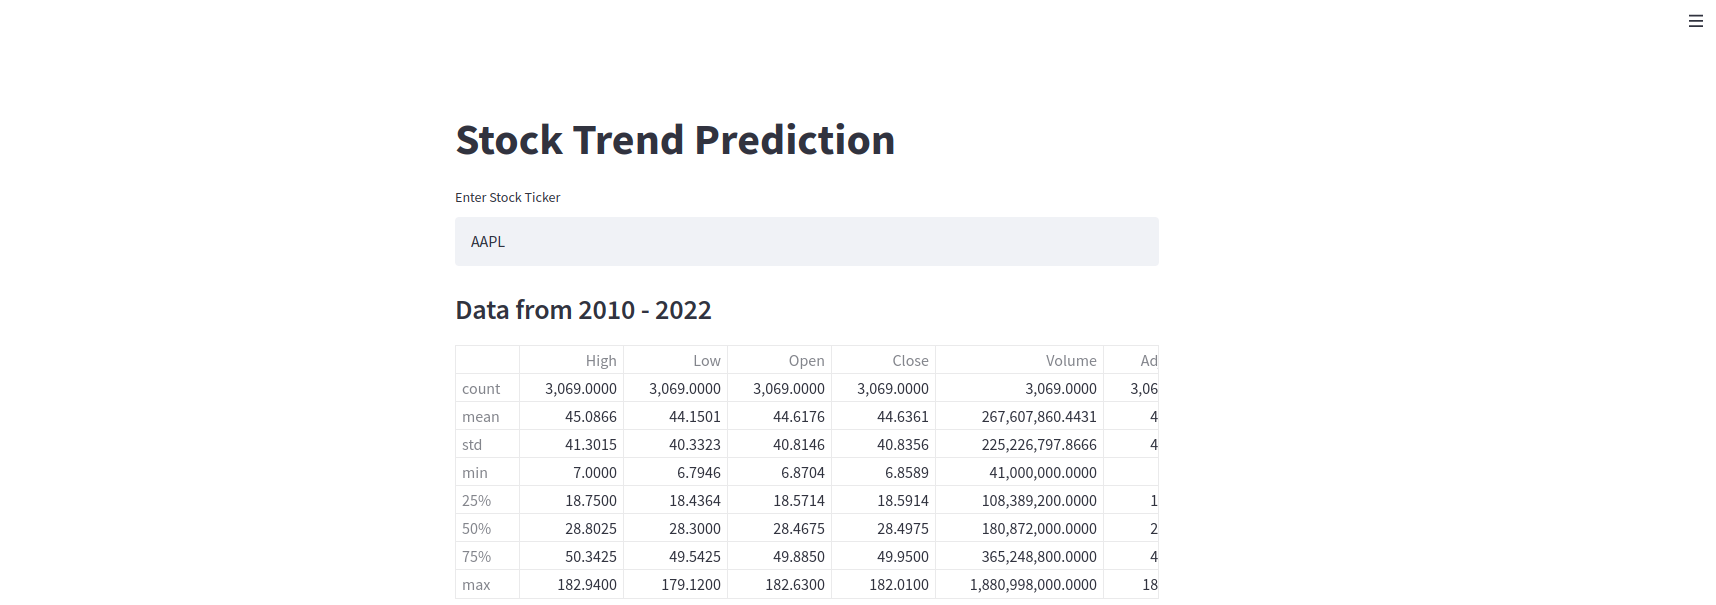 Stock Trend Prediction
Enter Stock Ticker
AAPL
Data from 2010 - 2022
High Low Open Close Volume Ad
count 3,069.0000 3,069.0000 3,069.0000 3,069.0000 3,069.0000 3,06
mean 45.0866 44.1501 44.6176 44.6361 267,607,860.4431 4
std 41.3015 40.3323 40.8146 40.8356 225,226,797.8666 4
min 7.0000 6.7946 6.8704 6.8589 41,000,000.0000
25% 18.7500 18.4364 18.5714 18.5914 108,389,200.0000 1
50% 28.8025 28.3000 28.4675 28.4975 180,872,000.0000 2
75% 50.3425 49.5425 49.8850 49.9500 365,248,800.0000 4
max 182.9400 179.1200 182.6300 182.0100 1,880,998,000.0000 18